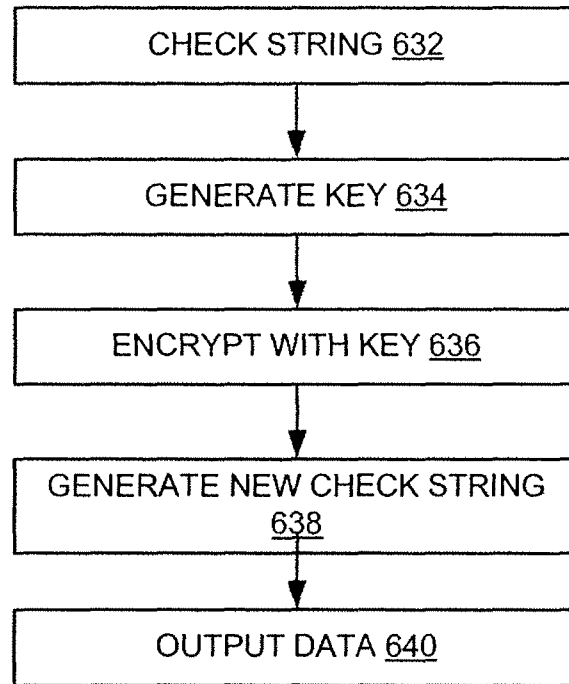 CHECK STRING 632
GENERATE KEY 634
ENCRYPT WITH KEY 636
GENERATE NEW CHECK STRING
638
OUTPUT DATA 640